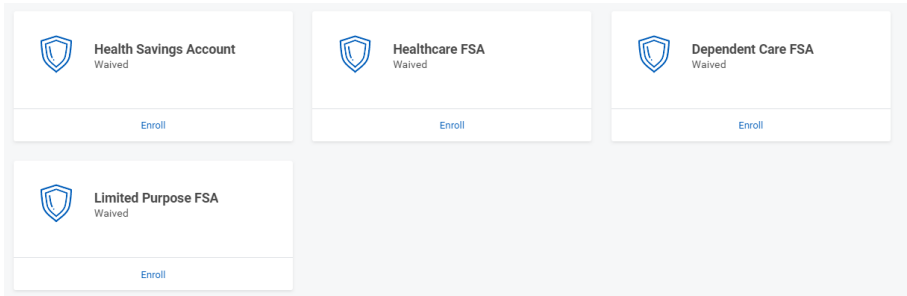 Health Savings Account
Waived
Enroll
Healthcare FSA
Waived
Enroll
Dependent Care FSA
Waived
Enroll
Limited Purpose FSA
Waived
Enroll